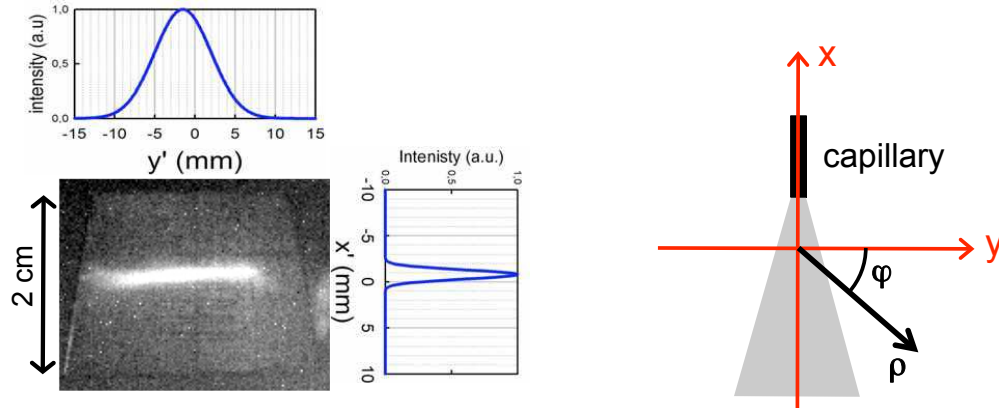 intensity (a.u)
1,0
0,5
0,0
-15
-10
-5
0
5
10
15
y' (mm)
2 cm
Intenisty (a.u.)
0,0
0,5
1,0
-10
-5
0
5
10
x' (mm)
x
capillary
y
φ
ρ